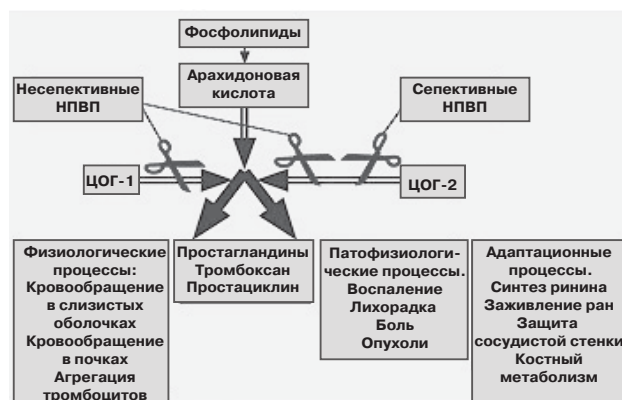 Фосфолипиды
Арахидоновая
кислота
Несепективные
НПВП
Сепективные
НПВП
ЦОГ-1
ЦОГ-2
Физиологические
процессы:
Кровообращение
в слизистых
оболочках
Кровообращение
в почках
Агрегация
тромбоцитов
Простагландины
Тромбоксан
Простациклин
Патофизиологи-
ческие процессы.
Воспаление
Лихорадка
Боль
Опухоли
Адаптационные
процессы.
Синтез ринина
Заживление ран
Защита
сосудистой стенки
Костный
метаболизм